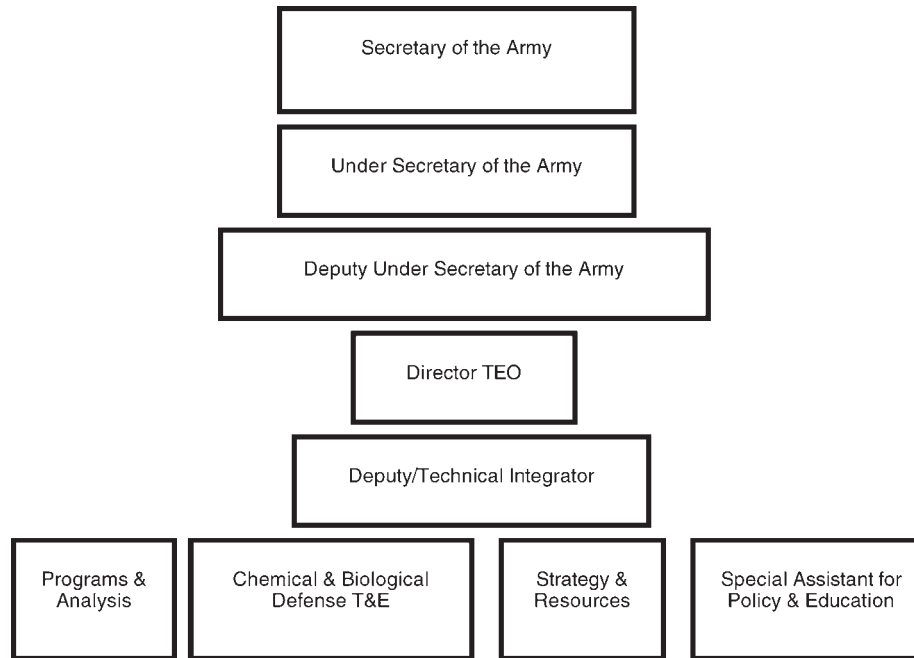 Secretary of the Army
Under Secretary of the Army
Deputy Under Secretary of the Army
Director TEO
Deputy/Technical Integrator
Programs &
Analysis
Chemical & Biological
Defense T&E
Strategy &
Resources
Special Assistant for
Policy & Education